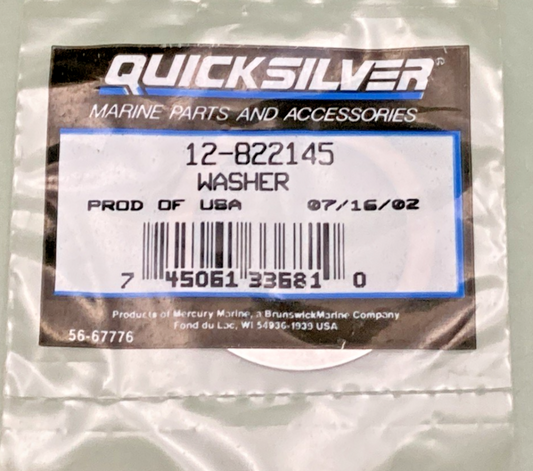 QUICKSILVER®
MARINE PARTS AND ACCESSORIES
12-822145
WASHER
PROD OF USA 07/16/02
7 45061 33681 0
Products of Mercury Marine, a Brunswick Marine Company
Fond du Lac, WI 54936-1939 USA
56-67776